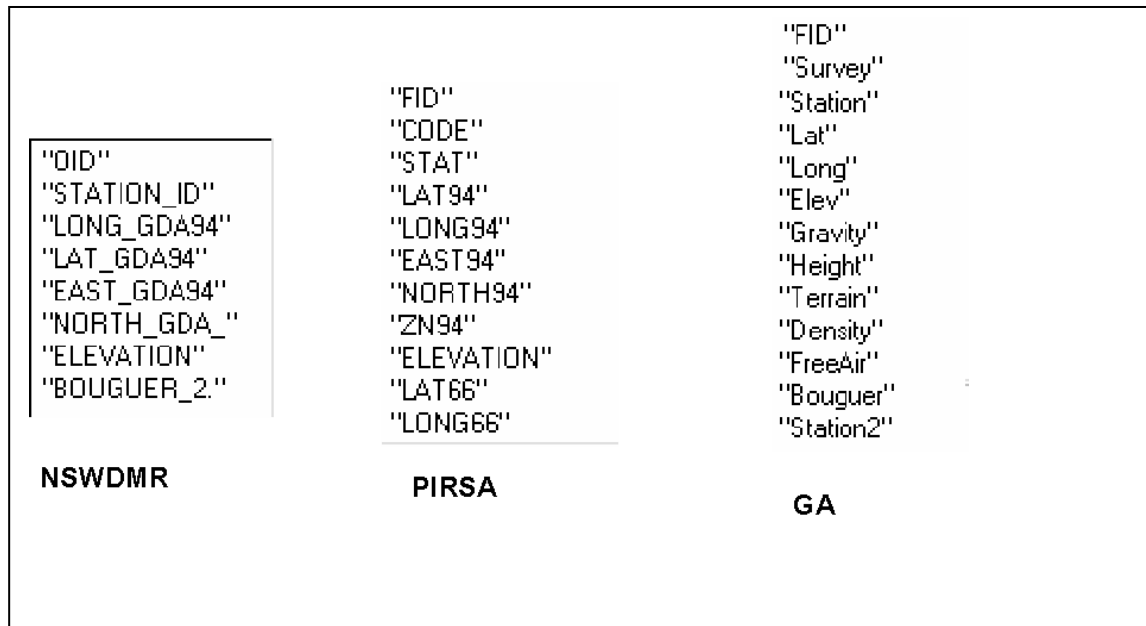 "OID"
"STATION_ID"
"LONG_GDA94"
"LAT_GDA94"
"EAST_GDA94"
"NORTH_GDA_"
"ELEVATION"
"BOUGUER_2."
NSWDMR
"FID"
"CODE"
"STAT"
"LAT94"
"LONG94"
"EAST94"
"NORTH94"
"ZN94"
"ELEVATION"
"LAT66"
"LONG66"
PIRSA
"FID"
"Survey"
"Station"
"Lat"
"Long"
"Elev"
"Gravity"
"Height"
"Terrain"
"Density"
"FreeAir"
"Bouguer"
"Station2"
GA